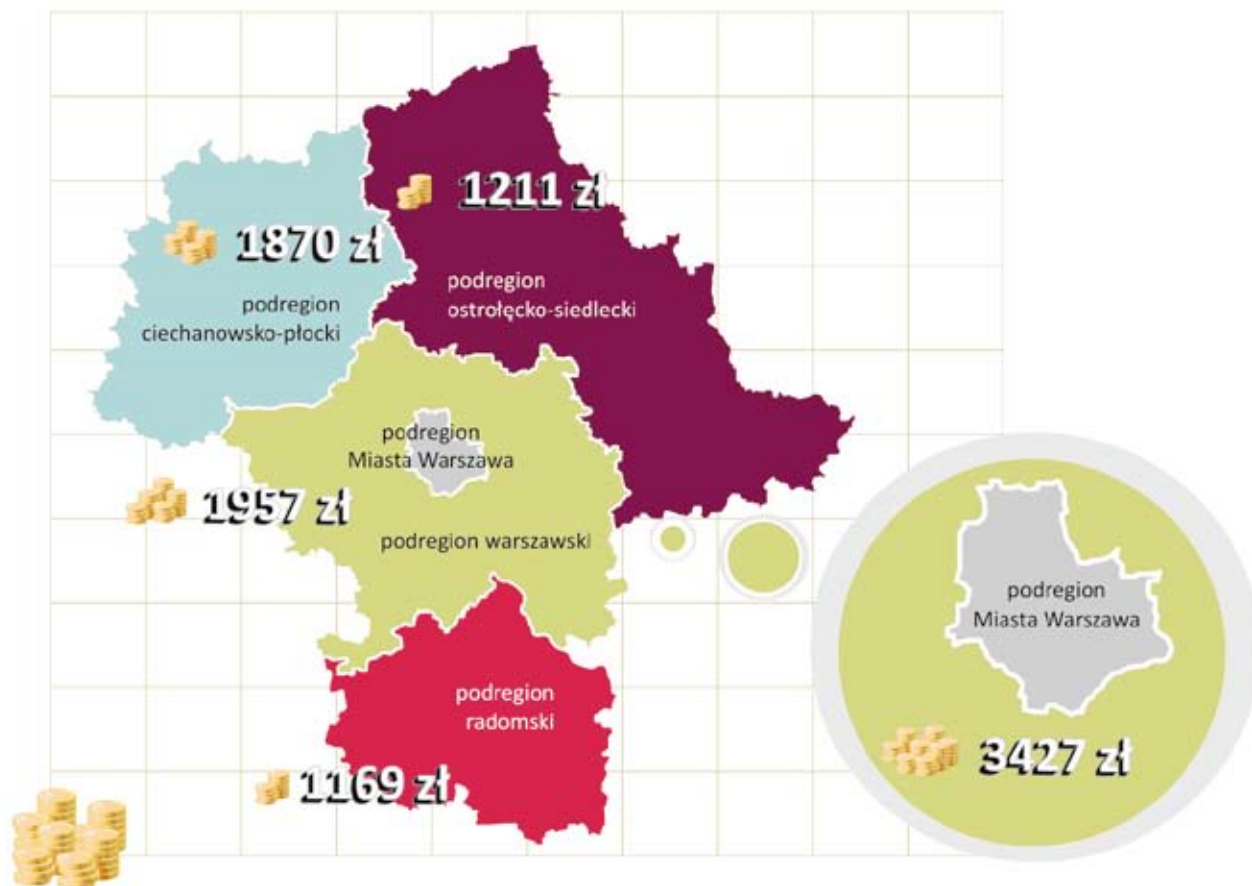 1211 zł
1870 zł
podregion
ostrołęcko-siedlecki
podregion
ciechanowsko-płocki
podregion
Miasta Warszawa
1957 zł
podregion warszawski
podregion
Miasta Warszawa
podregion
radomski
3427 zł
1169 zł